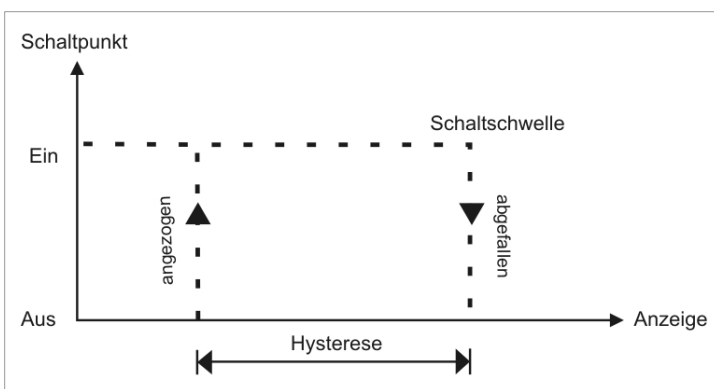 Schaltpunkt
Schaltschwelle
Ein
angezogen
abgefallen
Aus
Anzeige
Hysterese